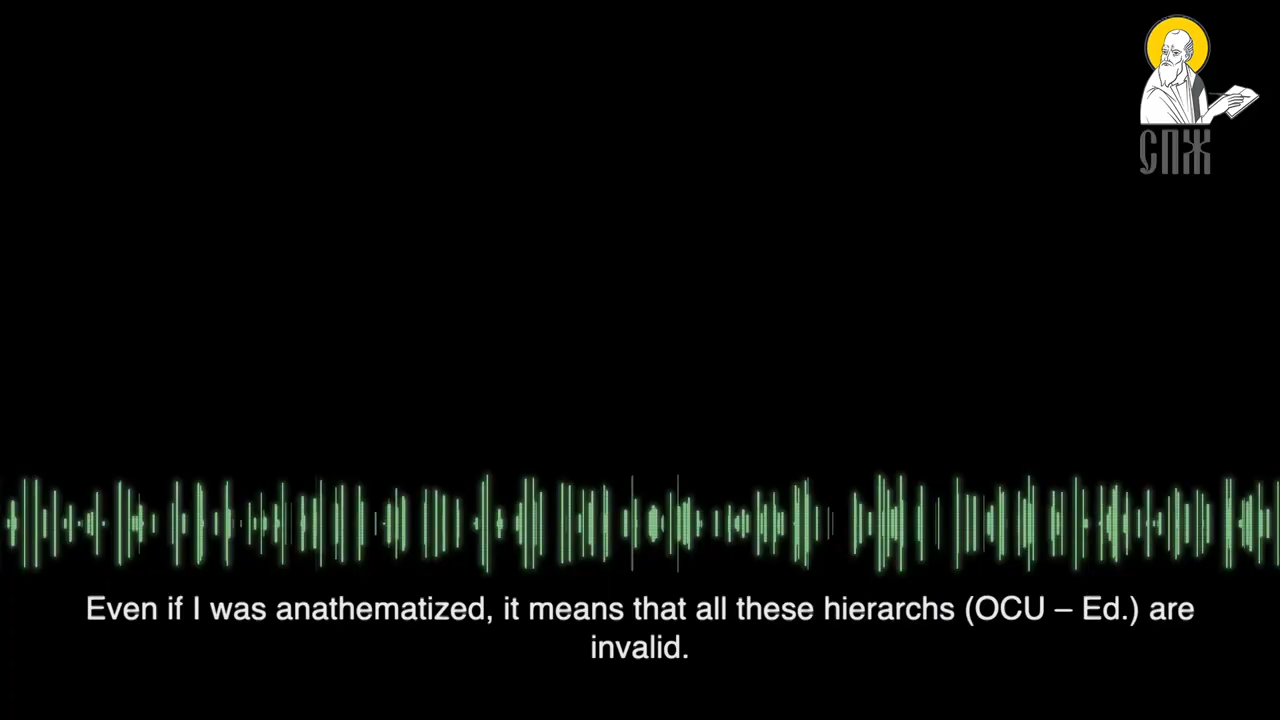 СПЖ
Even if I was anathematized, it means that all these hierarchs (OCU – Ed.) are
invalid.